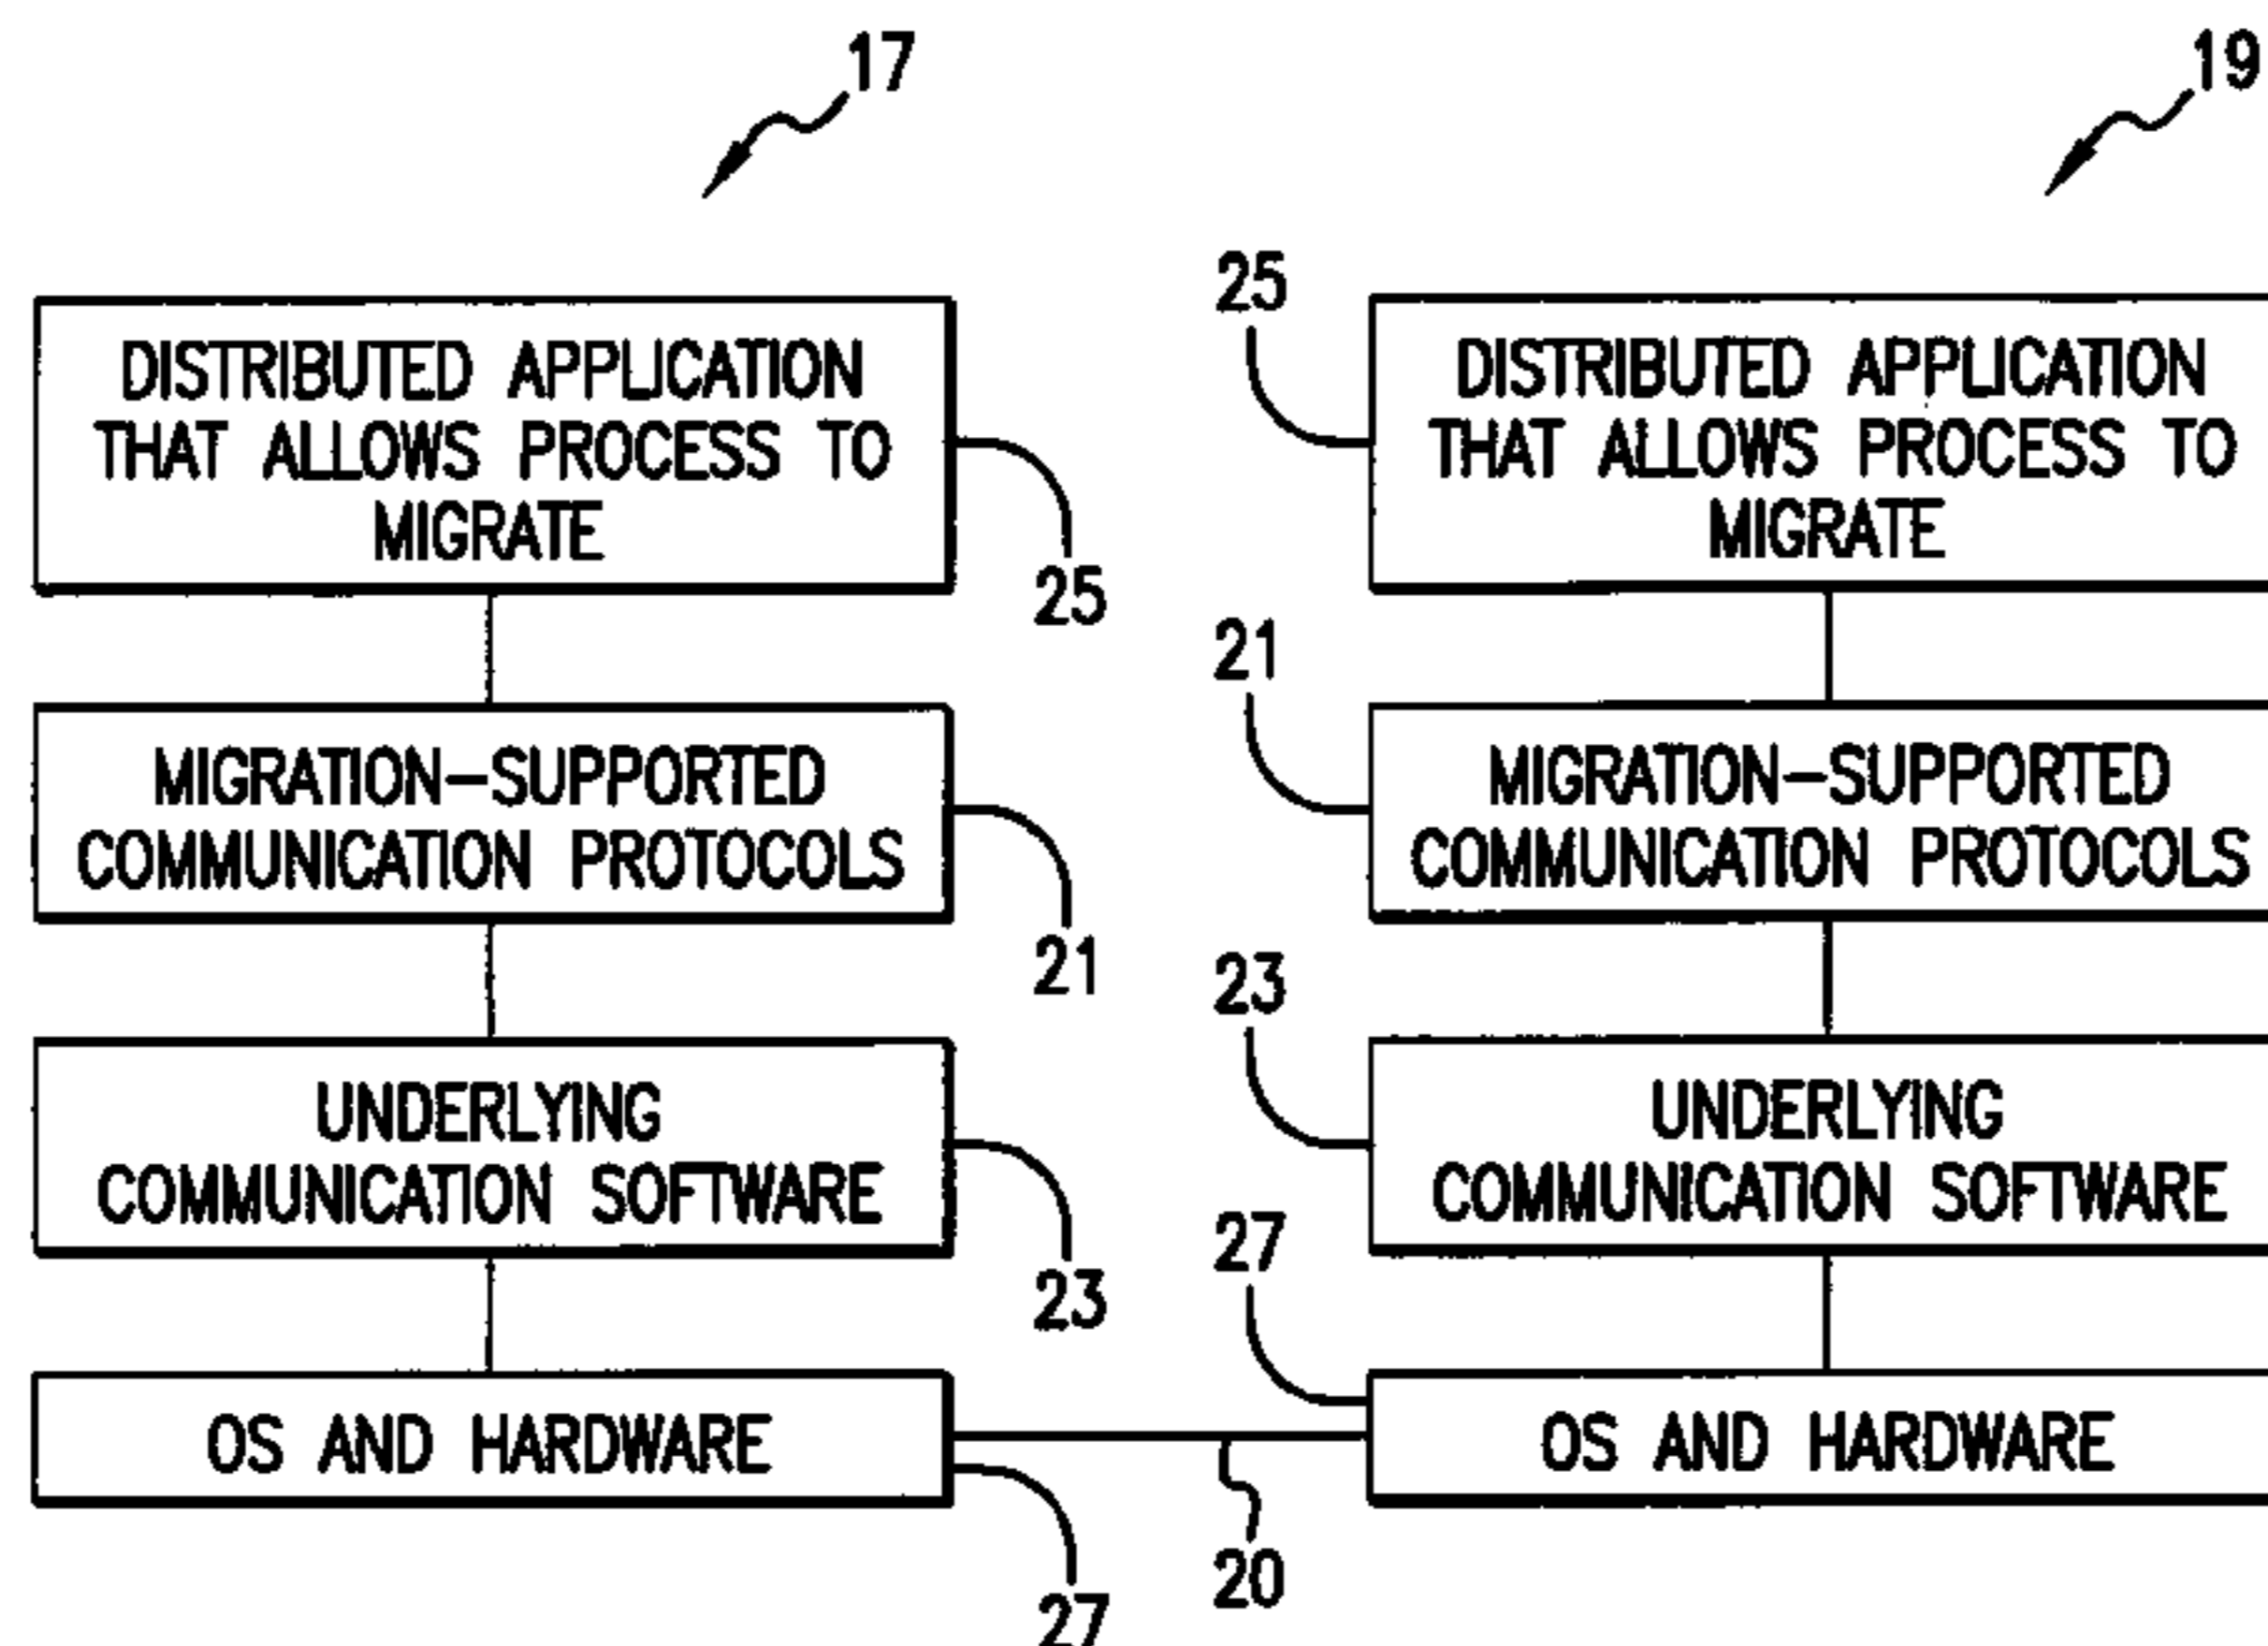 17
19
DISTRIBUTED APPLICATION
THAT ALLOWS PROCESS TO
MIGRATE
25
25
DISTRIBUTED APPLICATION
THAT ALLOWS PROCESS TO
MIGRATE
MIGRATION-SUPPORTED
COMMUNICATION PROTOCOLS
21
21
MIGRATION-SUPPORTED
COMMUNICATION PROTOCOLS
UNDERLYING
COMMUNICATION SOFTWARE
23
23
UNDERLYING
COMMUNICATION SOFTWARE
OS AND HARDWARE
27
27
OS AND HARDWARE
20